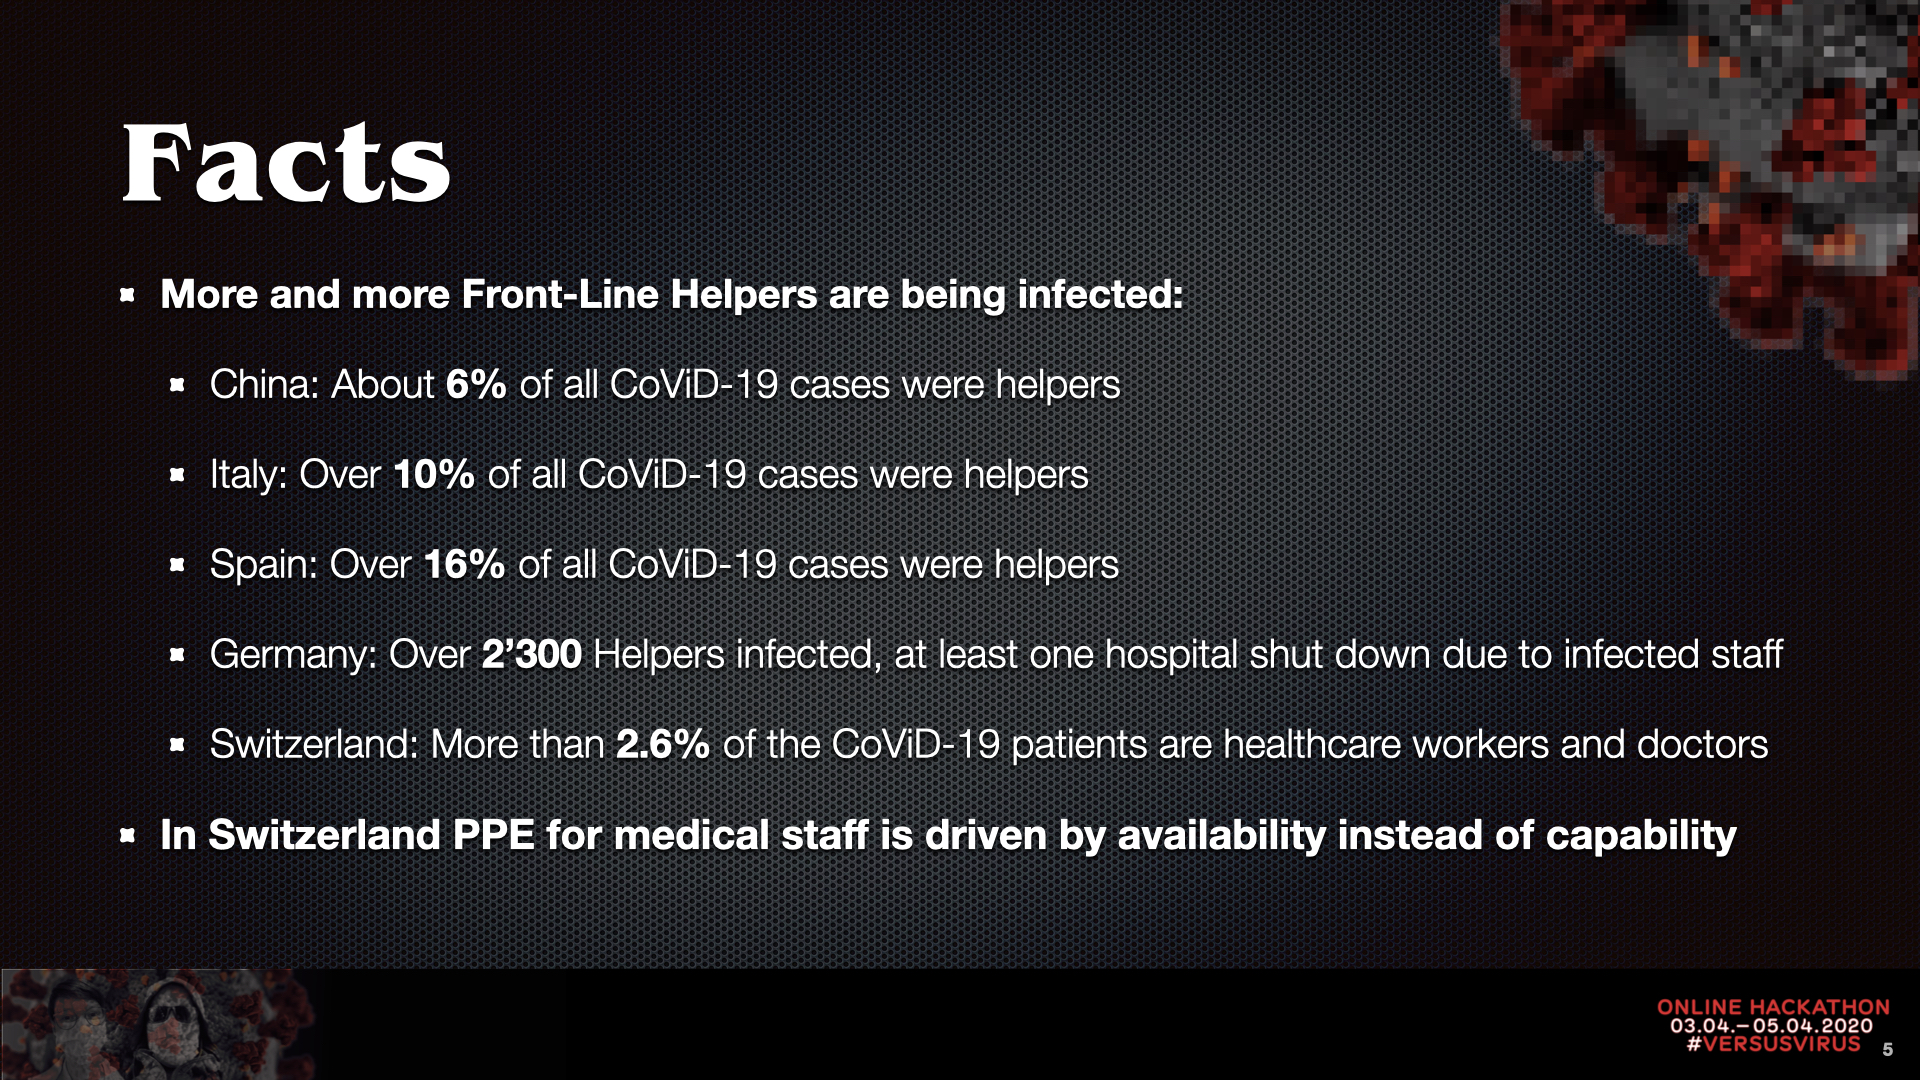 Facts
More and more Front-Line Helpers are being infected:
China: About 6% of all CoViD-19 cases were helpers
Italy: Over 10% of all CoViD-19 cases were helpers
Spain: Over 16% of all CoViD-19 cases were helpers
Germany: Over 2’300 Helpers infected, at least one hospital shut down due to infected staff
Switzerland: More than 2.6% of the CoViD-19 patients are healthcare workers and doctors
In Switzerland PPE for medical staff is driven by availability instead of capability
ONLINE HACKATHON
03.04.–05.04.2020
#VERSUSVIRUS
5